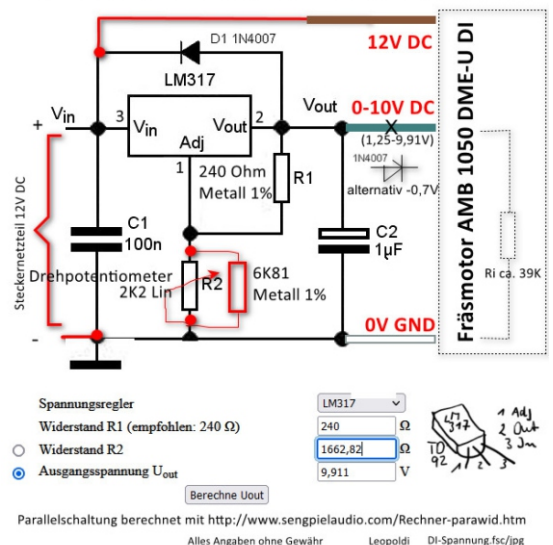 D1 1N4007
12V DC
LM317
+ Vin
3
Vin
Vout
2
Vout
0-10V DC
Adj
X
(1,25-9,91V)
1
240 Ohm
Metall 1%
R1
1N4007
alternativ -0,7V
Steckernetzteil 12V DC
C1
100n
C2
1µF
Fräsmotor AMB 1050 DME-U DI
Ri ca. 39K
Drehpotentiometer
2K2 Lin
R2
6K81
Metall 1%
-
0V GND
Spannungsregler
LM317
Widerstand R1 (empfohlen: 240 Ω)
240
Ω
Widerstand R2
1662,82
Ω
Ausgangsspannung Uout
9,911
V
Berechne Uout
LM
317
TO
92
1 2 3
1 Adj
2 Out
3 In
Parallelschaltung berechnet mit http://www.sengpielaudio.com/Rechner-parawid.htm
Alles Angaben ohne Gewähr
Leopoldi
DI-Spannung.fsc/jpg